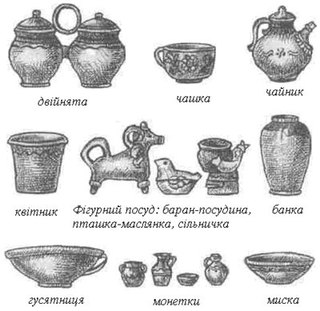 двійнята
чашка
чайник
квітник
Фігурний посуд: баран-посудина,
пташка-маслянка, сільничка
банка
гусятниця
монетки
миска